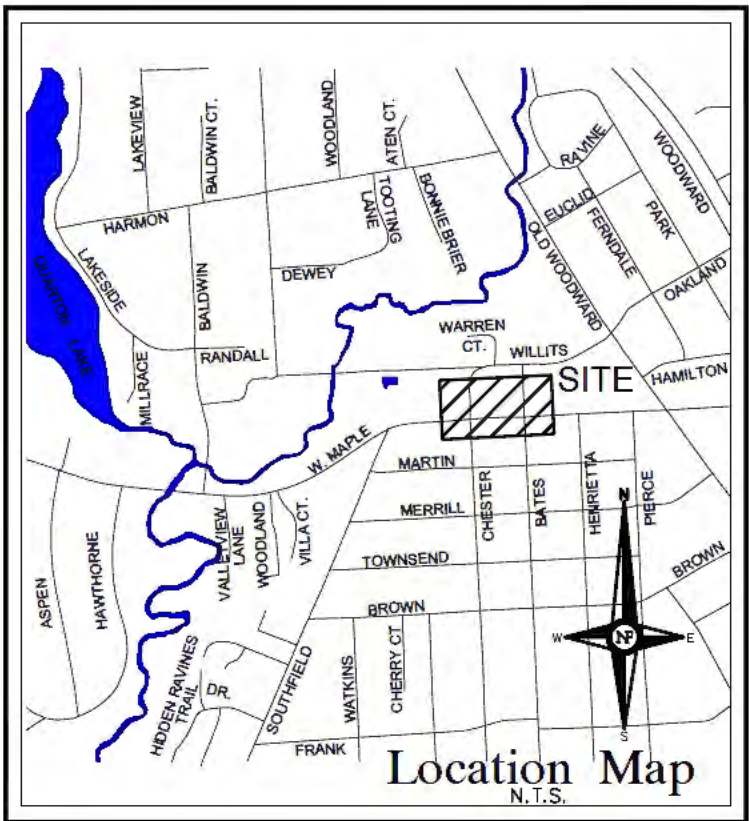 LAKEVIEW
BALDWIN CT.
WOODLAND
ATEN CT.
TOOTING
LANE
BONNIE BRIER
RAVINE
WOODWARD
EUCLID
FERNDALE
PARK
HARMON
LAKESIDE
BALDWIN
DEWEY
OLD WOODWARD
OAKLAND
QUARTON LAKE
MILLRACE
RANDALL
WARREN
CT.
WILLITS
SITE
HAMILTON
W. MAPLE
MARTIN
CHESTER
BATES
HENRIETTA
PIERCE
MERRILL
ASPEN
HAWTHORNE
VALLEYVIEW
LANE
WOODLAND
VILLA CT.
TOWNSEND
BROWN
BROWN
N
W
NF
E
S
HIDDEN RAVINES
TRAIL
DR.
SOUTHFIELD
WATKINS
CHERRY CT
FRANK
Location Map
N.T.S.